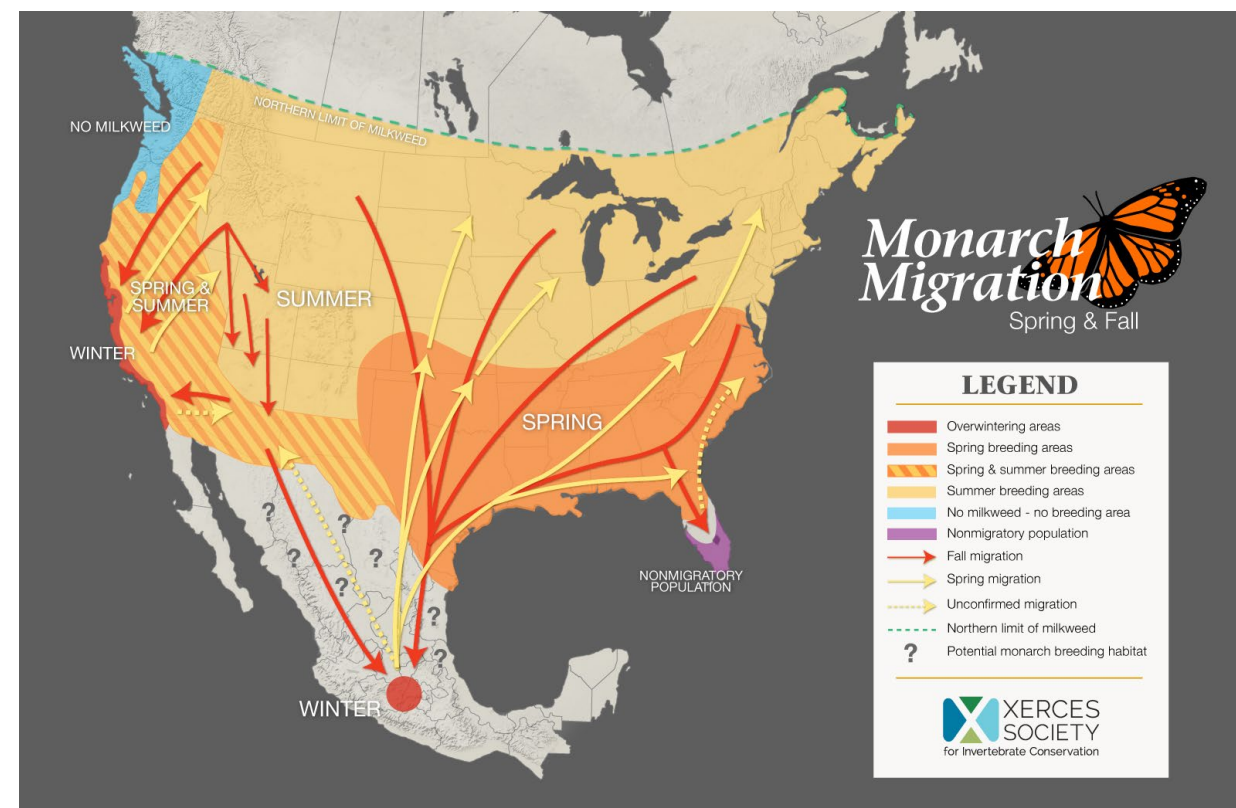 NO MILKWEED
NORTHERN LIMIT OF MILKWEED
SPRING &
SUMMER
SUMMER
WINTER
SPRING
NONMIGRATORY
POPULATION
WINTER
?
?
?
?
?
?
?
Monarch
Migration
Spring & Fall
LEGEND
Overwintering areas
Spring breeding areas
Spring & summer breeding areas
Summer breeding areas
No milkweed - no breeding area
Nonmigratory population
Fall migration
Spring migration
Unconfirmed migration
Northern limit of milkweed
? Potential monarch breeding habitat
XERCES
SOCIETY
for Invertebrate Conservation